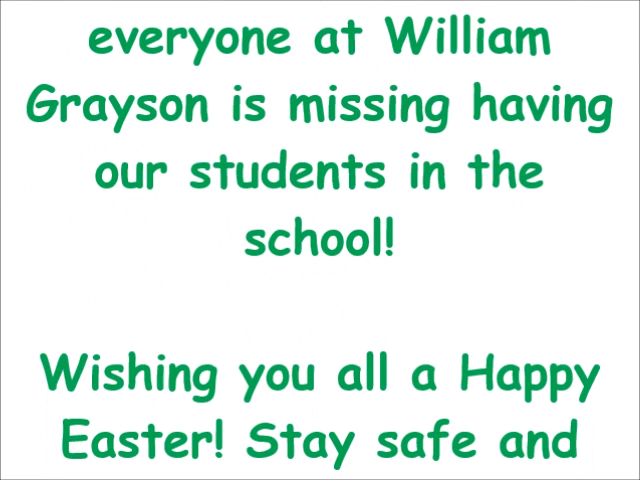 everyone at William
Grayson is missing having
our students in the
school!
Wishing you all a Happy
Easter! Stay safe and